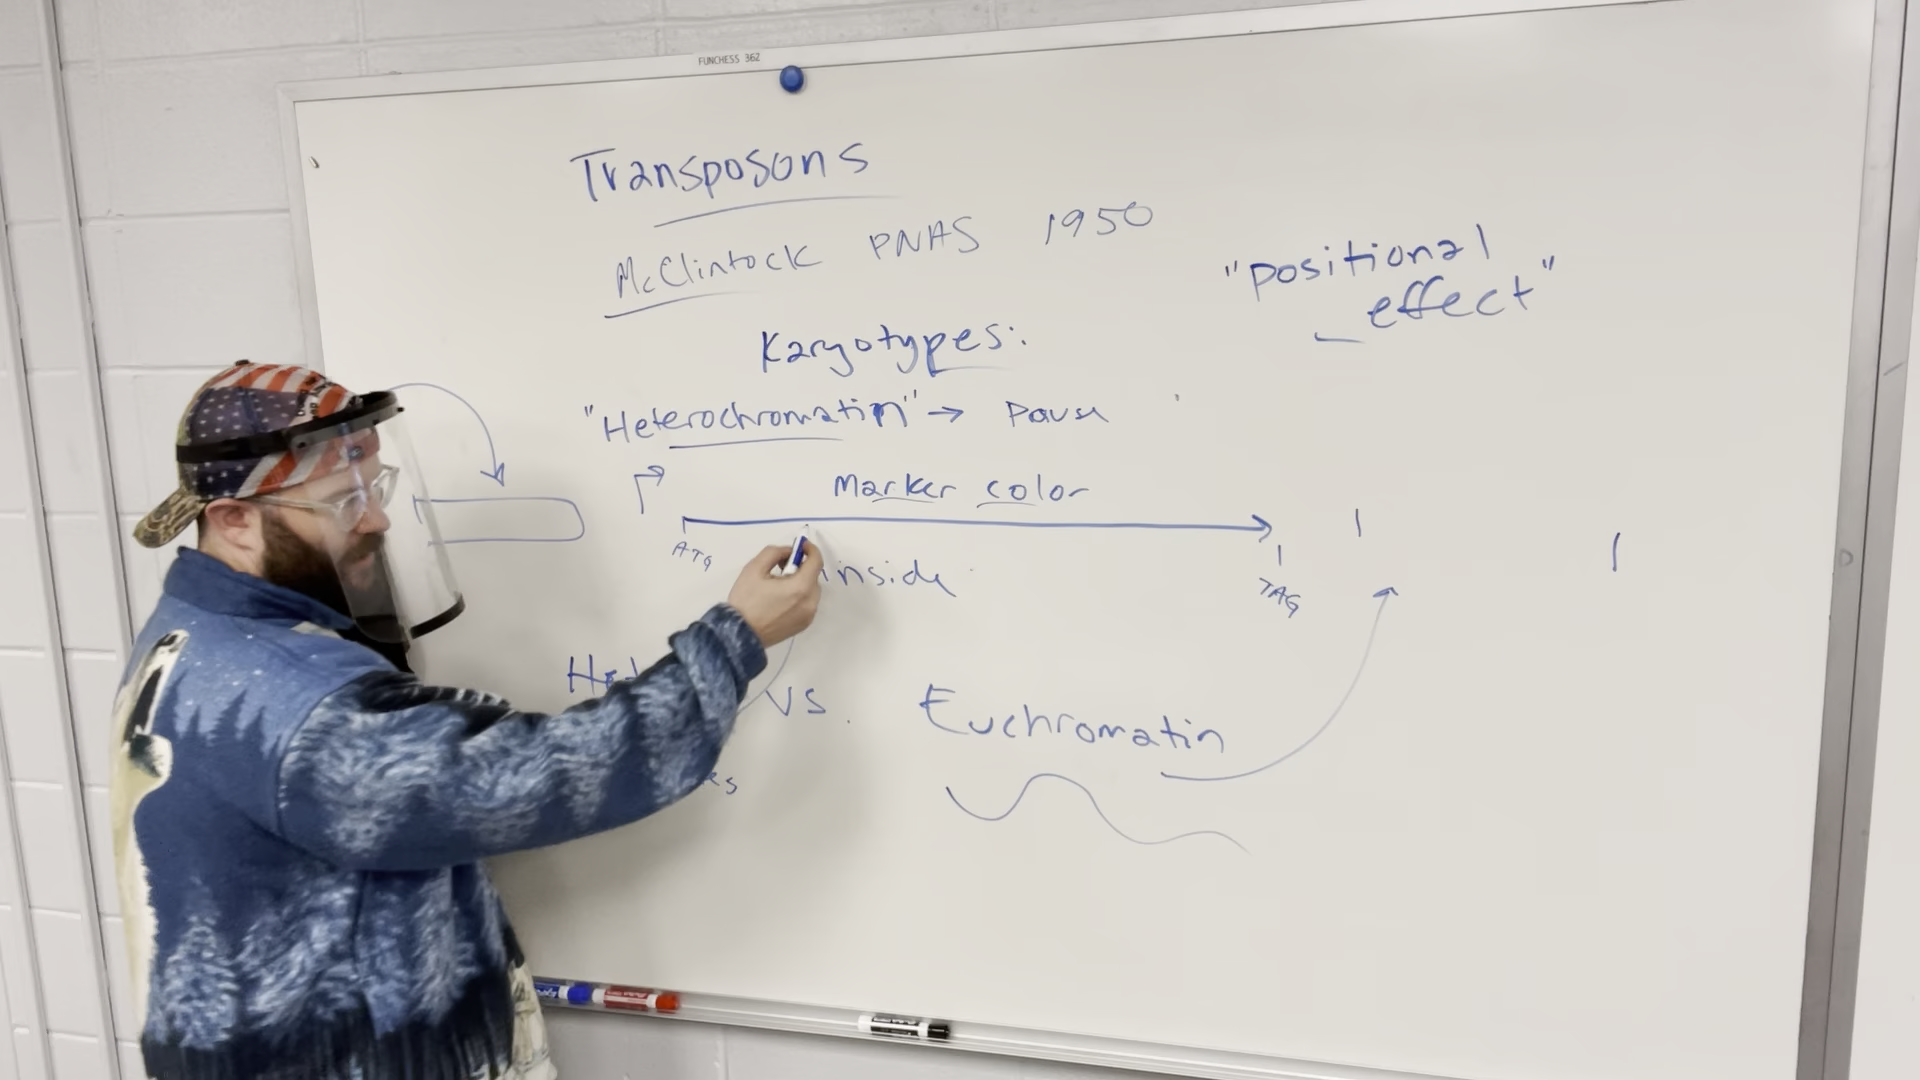 FUNCHESS 362
Transposons
McClintock PNAS 1950
"positional
effect"
Karyotypes:
"Heterochromatin" → Pause
Marker color
ATG
inside
TAG
vs. Euchromatin